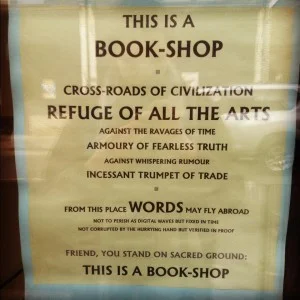 THIS IS A
BOOK-SHOP
CROSS-ROADS OF CIVILIZATION
REFUGE OF ALL THE ARTS
AGAINST THE RAVAGES OF TIME
ARMOURY OF FEARLESS TRUTH
AGAINST WHISPERING RUMOUR
INCESSANT TRUMPET OF TRADE
FROM THIS PLACE WORDS MAY FLY ABROAD
NOT TO PERISH AS DIGITAL WAVES BUT FIXED IN TIME
NOT CORRUPTED BY THE HURRYING HAND BUT VERIFIED IN PROOF
FRIEND, YOU STAND ON SACRED GROUND:
THIS IS A BOOK-SHOP